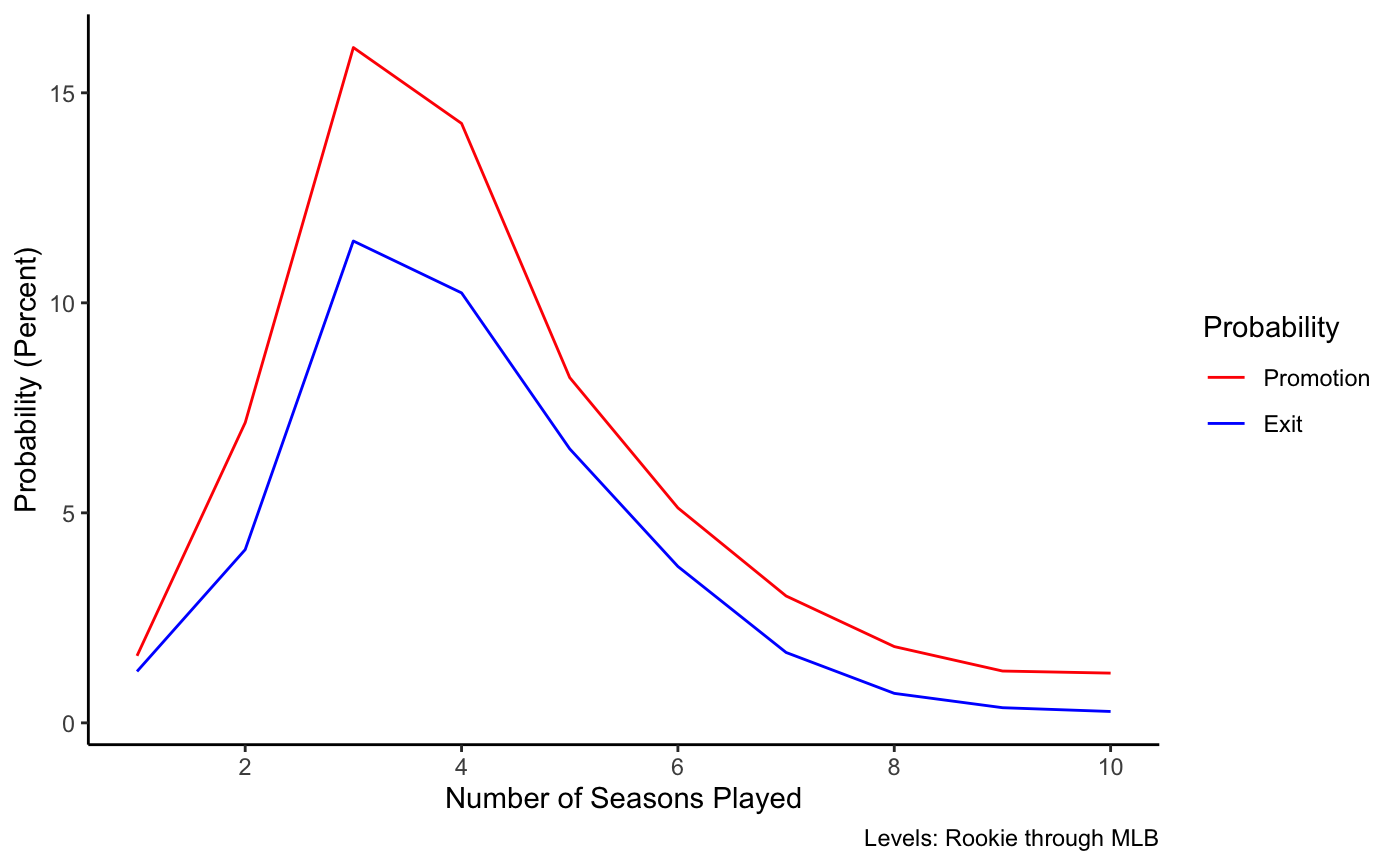 15
10
5
0
Probability (Percent)
2 4 6 8 10
Number of Seasons Played
Levels: Rookie through MLB
Probability
Promotion
Exit